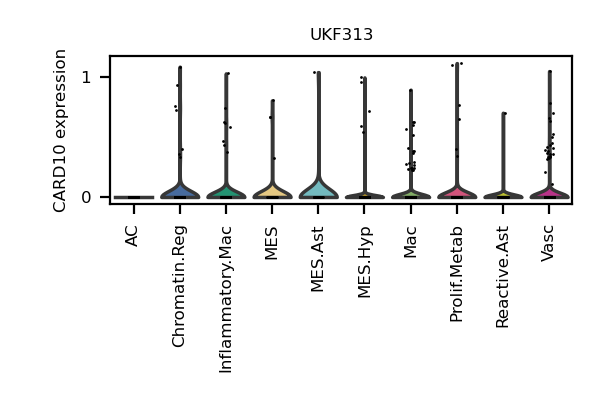 UKF313
CARD10 expression
1
0
AC
Chromatin.Reg
Inflammatory.Mac
MES
MES.Ast
MES.Hyp
Mac
Prolif.Metab
Reactive.Ast
Vasc